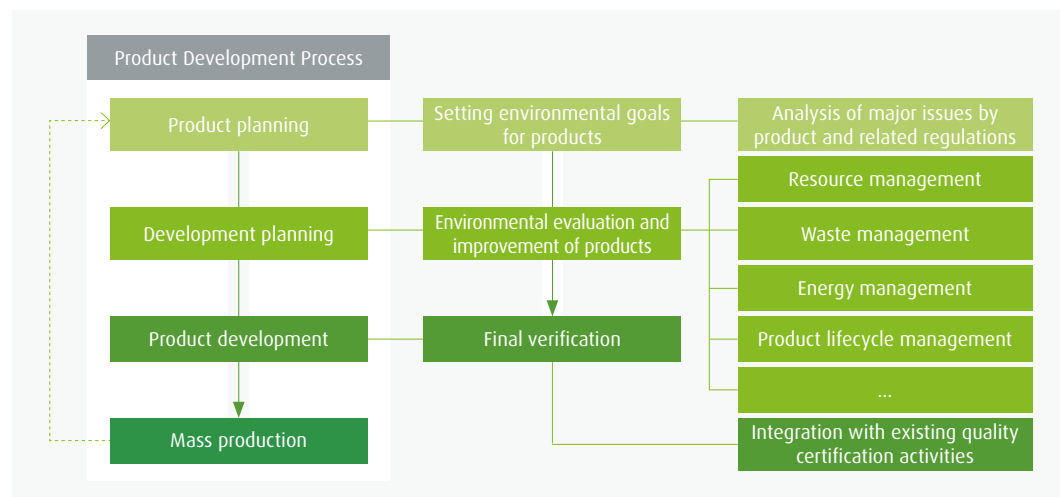 Product Development Process
Product planning
Setting environmental goals
for products
Analysis of major issues by
product and related regulations
Resource management
Development planning
Environmental evaluation and
improvement of products
Waste management
Energy management
Product development
Final verification
Product lifecycle management
...
Mass production
Integration with existing quality
certification activities